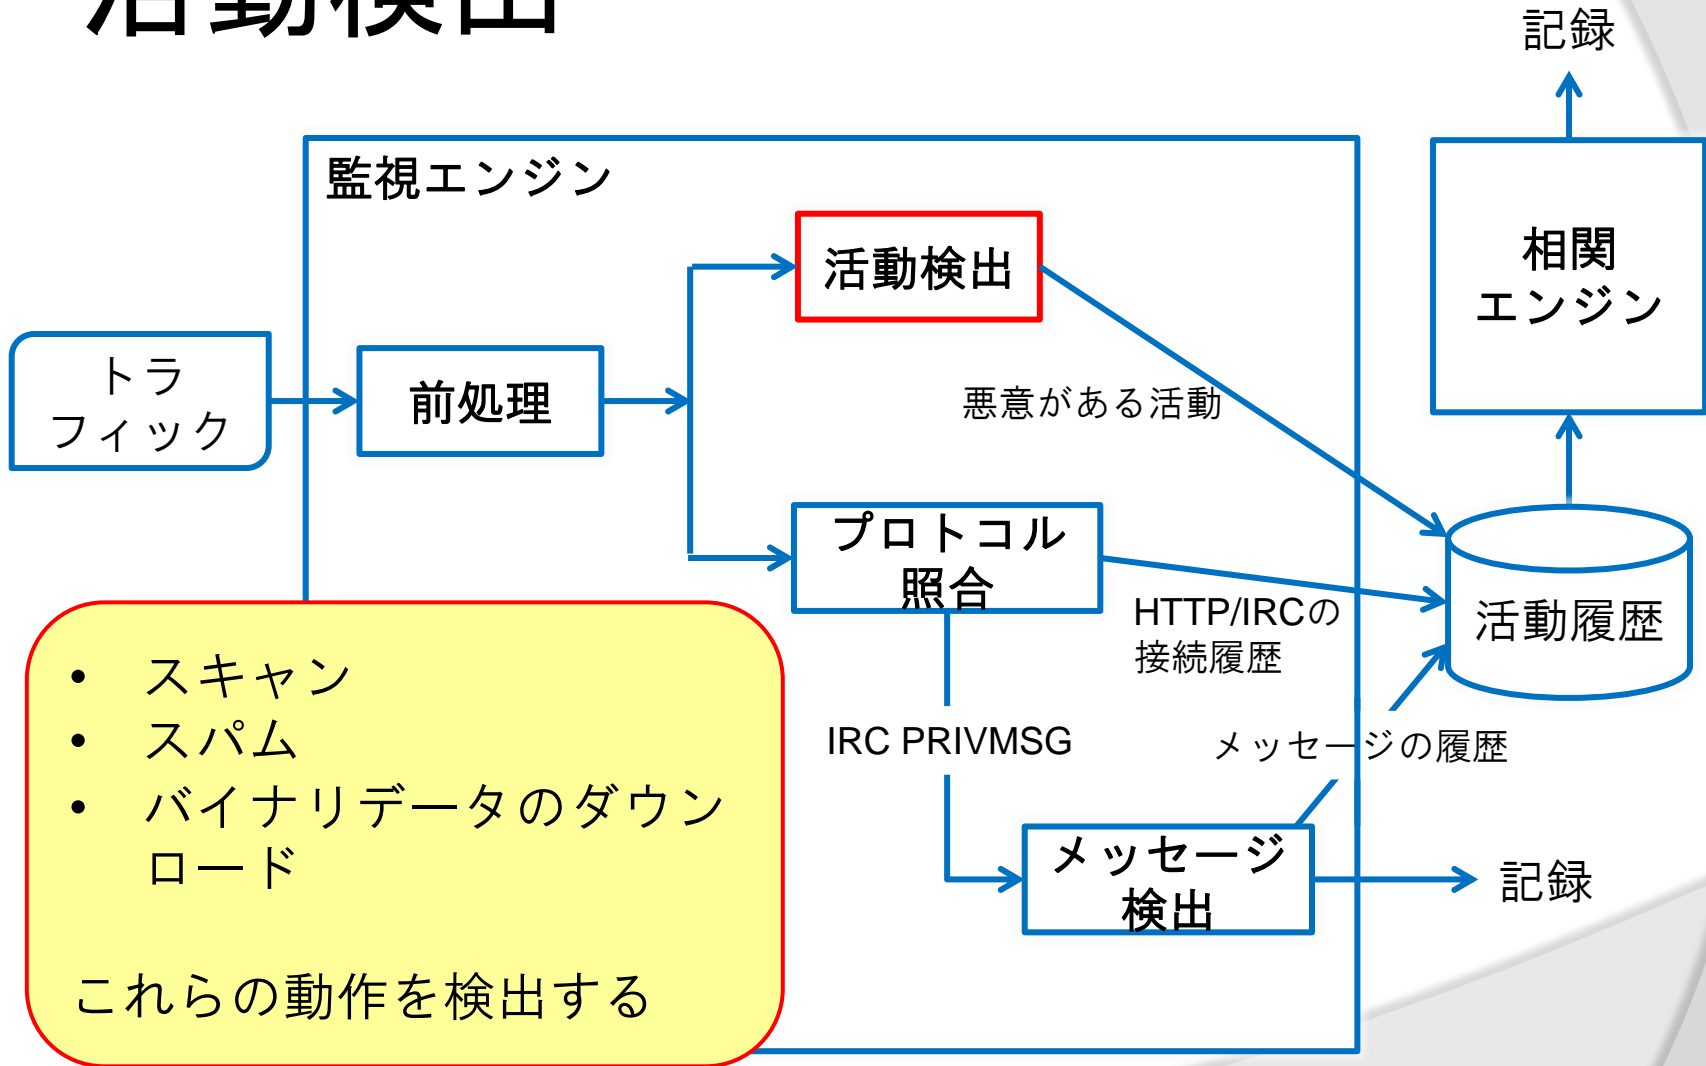 活動検出
記録
監視エンジン
活動検出
相関
エンジン
トラ
フィック
前処理
悪意がある活動
プロトコル
照合
HTTP/IRCの
接続履歴
活動履歴
IRC PRIVMSG
メッセージの履歴
メッセージ
検出
記録
• スキャン
• スパム
• バイナリデータのダウン
ロード
これらの動作を検出する